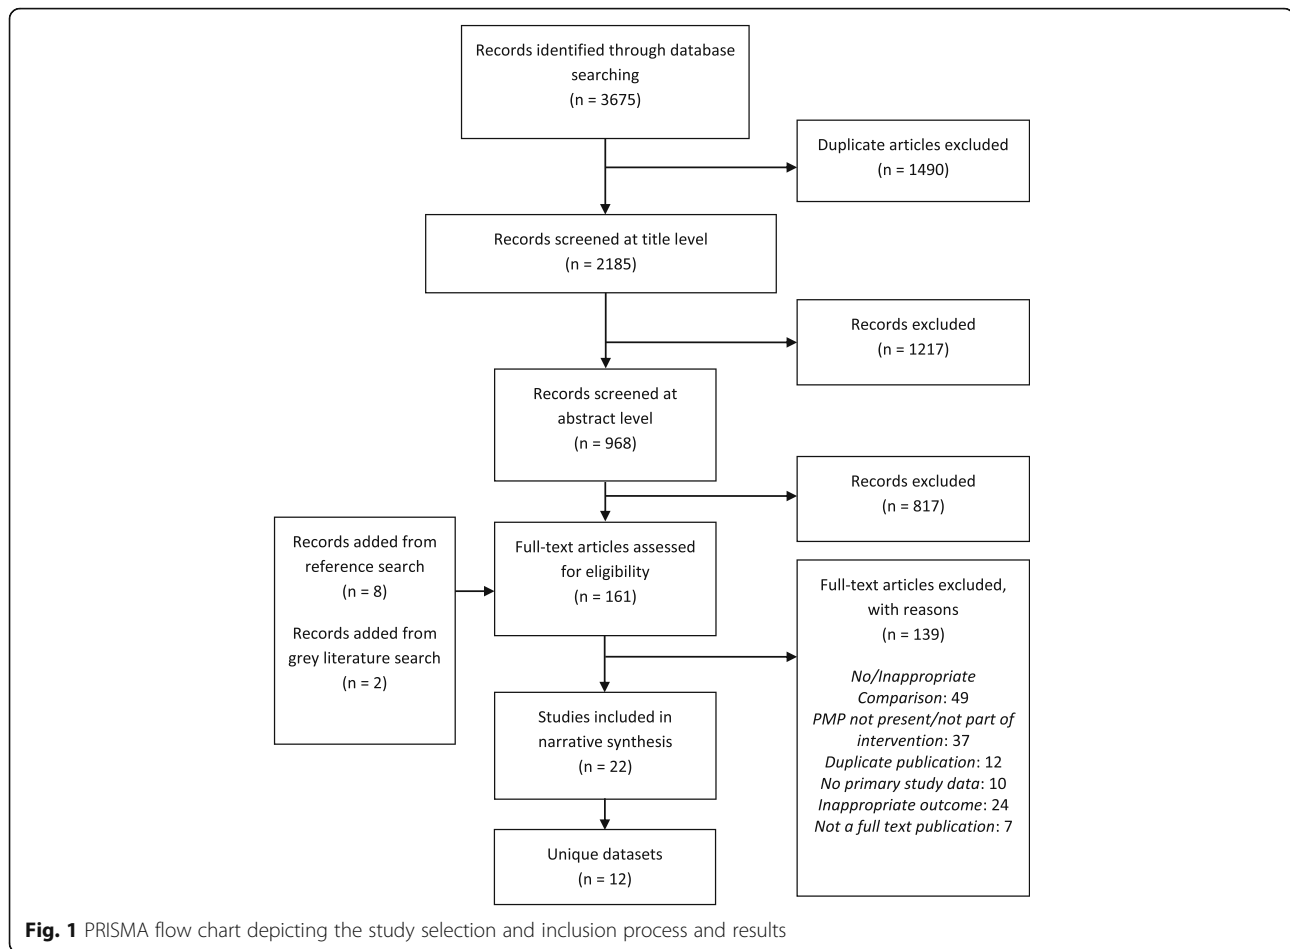 Records identified through database
searching
(n = 3675)
Duplicate articles excluded
(n = 1490)
Records screened at title level
(n = 2185)
Records excluded
(n = 1217)
Records screened at
abstract level
(n = 968)
Records excluded
(n = 817)
Records added from
reference search
(n = 8)
Records added from
grey literature search
(n = 2)
Full-text articles assessed
for eligibility
(n = 161)
Full-text articles excluded,
with reasons
(n = 139)
No/Inappropriate
Comparison: 49
PMP not present/not part of
intervention: 37
Duplicate publication: 12
No primary study data: 10
Inappropriate outcome: 24
Not a full text publication: 7
Studies included in
narrative synthesis
(n = 22)
Unique datasets
(n = 12)
Fig. 1 PRISMA flow chart depicting the study selection and inclusion process and results